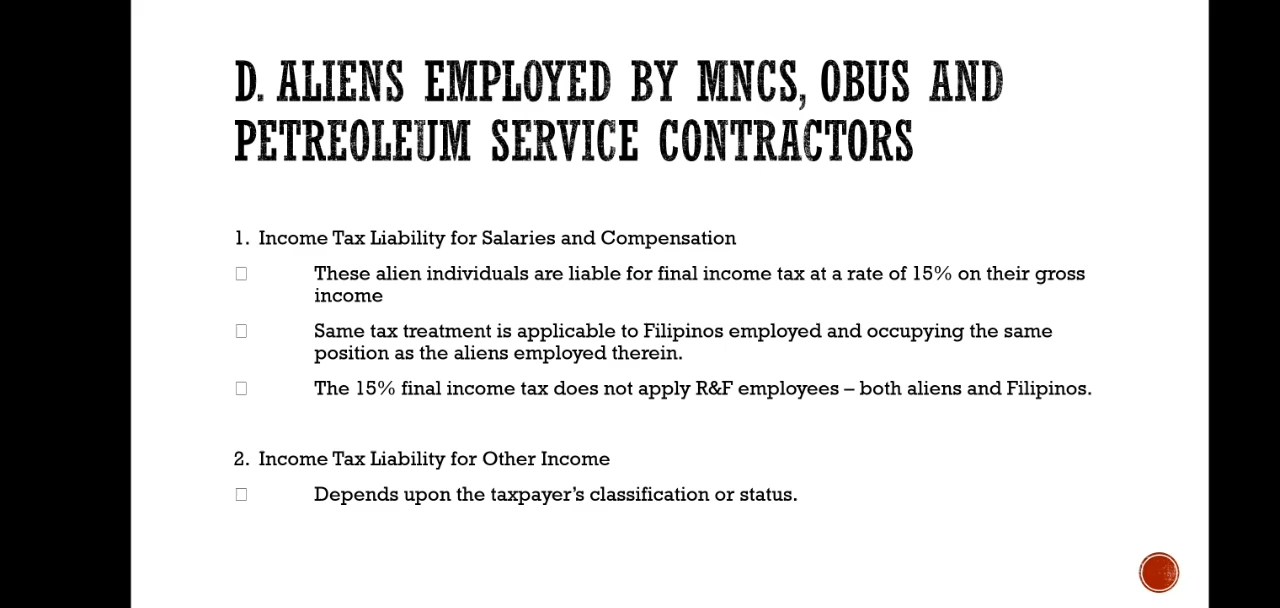 D. ALIENS EMPLOYED BY MNCS, OBUS AND
PETREOLEUM SERVICE CONTRACTORS
1. Income Tax Liability for Salaries and Compensation
These alien individuals are liable for final income tax at a rate of 15% on their gross
income
Same tax treatment is applicable to Filipinos employed and occupying the same
position as the aliens employed therein.
The 15% final income tax does not apply R&F employees – both aliens and Filipinos.
2. Income Tax Liability for Other Income
Depends upon the taxpayer's classification or status.